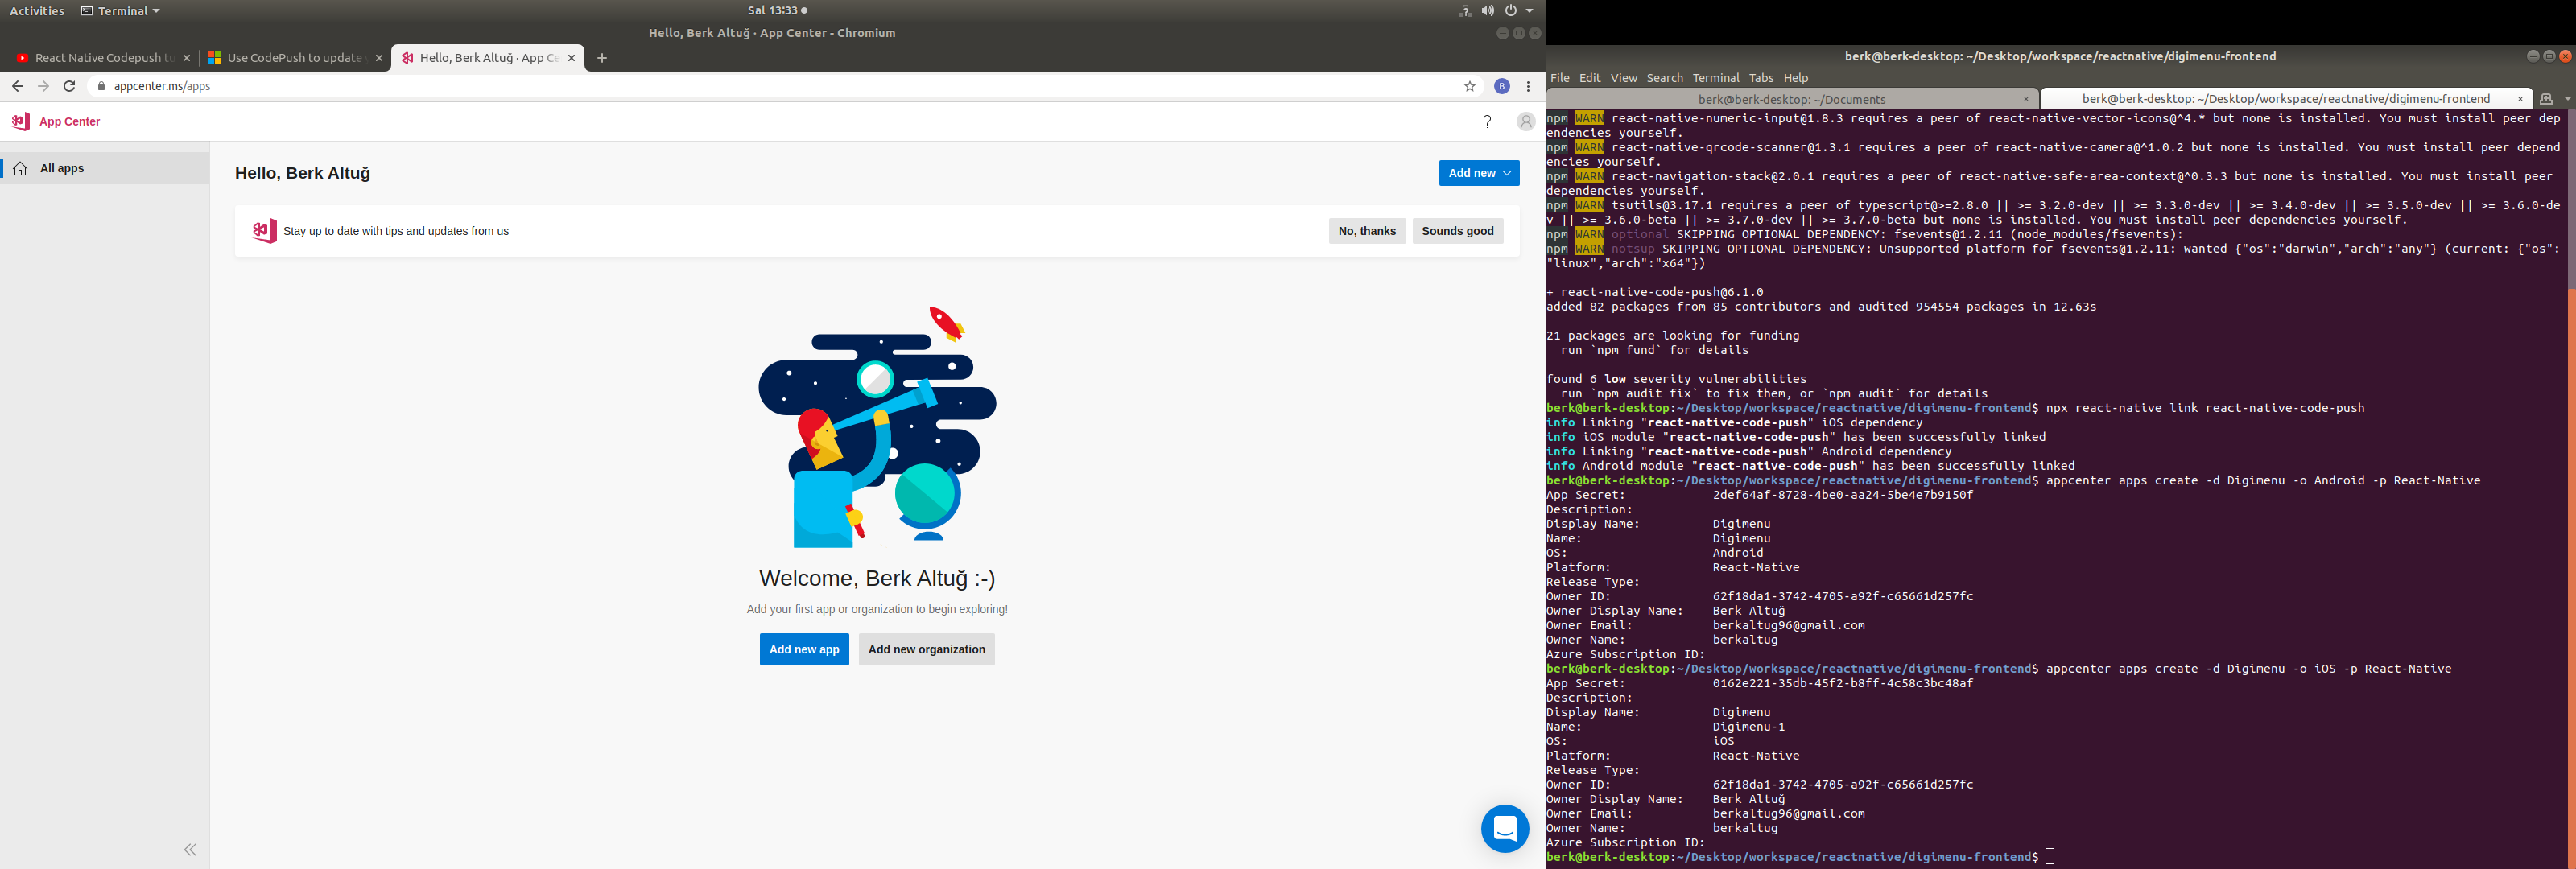 Activities Terminal
Sal 13:33
Hello, Berk Altuğ · App Center - Chromium
React Native Codepush tu
Use CodePush to update
Hello, Berk Altuğ · App Ce
appcenter.ms/apps
B
App Center
?
All apps
Hello, Berk Altuğ
Add new
Stay up to date with tips and updates from us
No, thanks
Sounds good
Welcome, Berk Altuğ :-)
Add your first app or organization to begin exploring!
Add new app
Add new organization
berk@berk-desktop: ~/Desktop/workspace/reactnative/digimenu-frontend
File Edit View Search Terminal Tabs Help
berk@berk-desktop: ~/Documents
berk@berk-desktop: ~/Desktop/workspace/reactnative/digimenu-frontend
npm WARN react-native-numeric-input@1.8.3 requires a peer of react-native-vector-icons@^4.* but none is installed. You must install peer dep
endencies yourself.
npm WARN react-native-qrcode-scanner@1.3.1 requires a peer of react-native-camera@^1.0.2 but none is installed. You must install peer depend
encies yourself.
npm WARN react-navigation-stack@2.0.1 requires a peer of react-native-safe-area-context@^0.3.3 but none is installed. You must install peer
dependencies yourself.
npm WARN tsutils@3.17.1 requires a peer of typescript@>=2.8.0 || >= 3.2.0-dev || >= 3.3.0-dev || >= 3.4.0-dev || >= 3.5.0-dev || >= 3.6.0-de
v || >= 3.6.0-beta || >= 3.7.0-dev || >= 3.7.0-beta but none is installed. You must install peer dependencies yourself.
npm WARN optional SKIPPING OPTIONAL DEPENDENCY: fsevents@1.2.11 (node_modules/fsevents):
npm WARN notsup SKIPPING OPTIONAL DEPENDENCY: Unsupported platform for fsevents@1.2.11: wanted {"os":"darwin","arch":"any"} (current: {"os":
"linux","arch":"x64"})
+ react-native-code-push@6.1.0
added 82 packages from 85 contributors and audited 954554 packages in 12.63s
21 packages are looking for funding
run `npm fund` for details
found 6 low severity vulnerabilities
run `npm audit fix` to fix them, or `npm audit` for details
berk@berk-desktop:~/Desktop/workspace/reactnative/digimenu-frontend$ npx react-native link react-native-code-push
info Linking "react-native-code-push" iOS dependency
info iOS module "react-native-code-push" has been successfully linked
info Linking "react-native-code-push" Android dependency
info Android module "react-native-code-push" has been successfully linked
berk@berk-desktop:~/Desktop/workspace/reactnative/digimenu-frontend$ appcenter apps create -d Digimenu -o Android -p React-Native
App Secret: 2def64af-8728-4be0-aa24-5be4e7b9150f
Description:
Display Name: Digimenu
Name: Digimenu
OS: Android
Platform: React-Native
Release Type:
Owner ID: 62f18da1-3742-4705-a92f-c65661d257fc
Owner Display Name: Berk Altuğ
Owner Email: berkaltug96@gmail.com
Owner Name: berkaltug
Azure Subscription ID:
berk@berk-desktop:~/Desktop/workspace/reactnative/digimenu-frontend$ appcenter apps create -d Digimenu -o iOS -p React-Native
App Secret: 0162e221-35db-45f2-b8ff-4c58c3bc48af
Description:
Display Name: Digimenu
Name: Digimenu-1
OS: iOS
Platform: React-Native
Release Type:
Owner ID: 62f18da1-3742-4705-a92f-c65661d257fc
Owner Display Name: Berk Altuğ
Owner Email: berkaltug96@gmail.com
Owner Name: berkaltug
Azure Subscription ID:
berk@berk-desktop:~/Desktop/workspace/reactnative/digimenu-frontend$